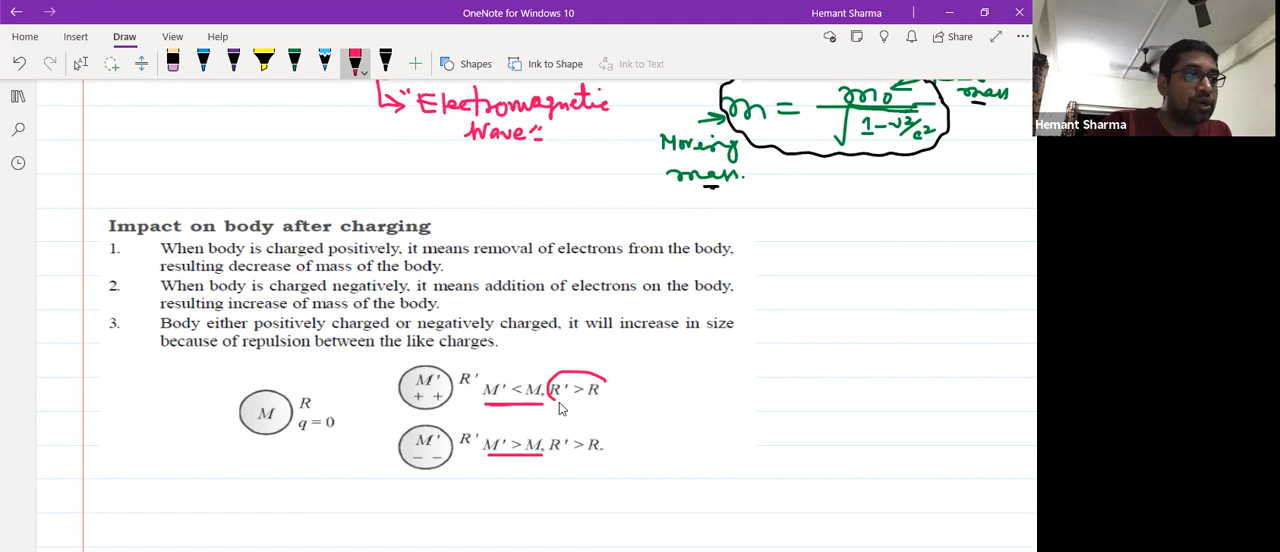 OneNote for Windows 10
Hemant Sharma
Home
Insert
Draw
View
Help
Share
Shapes
Ink to Shape
Ink to Text
Electromagnetic
Wave
m = m₀ / √(1-v²/c²)
mass
Moving
mass.
Hemant Sharma
Impact on body after charging
1. When body is charged positively, it means removal of electrons from the body,
resulting decrease of mass of the body.
2. When body is charged negatively, it means addition of electrons on the body,
resulting increase of mass of the body.
3. Body either positively charged or negatively charged, it will increase in size
because of repulsion between the like charges.
M' + + R' M' < M, R' > R
M R
q = 0
M' – – R' M' > M, R' > R.